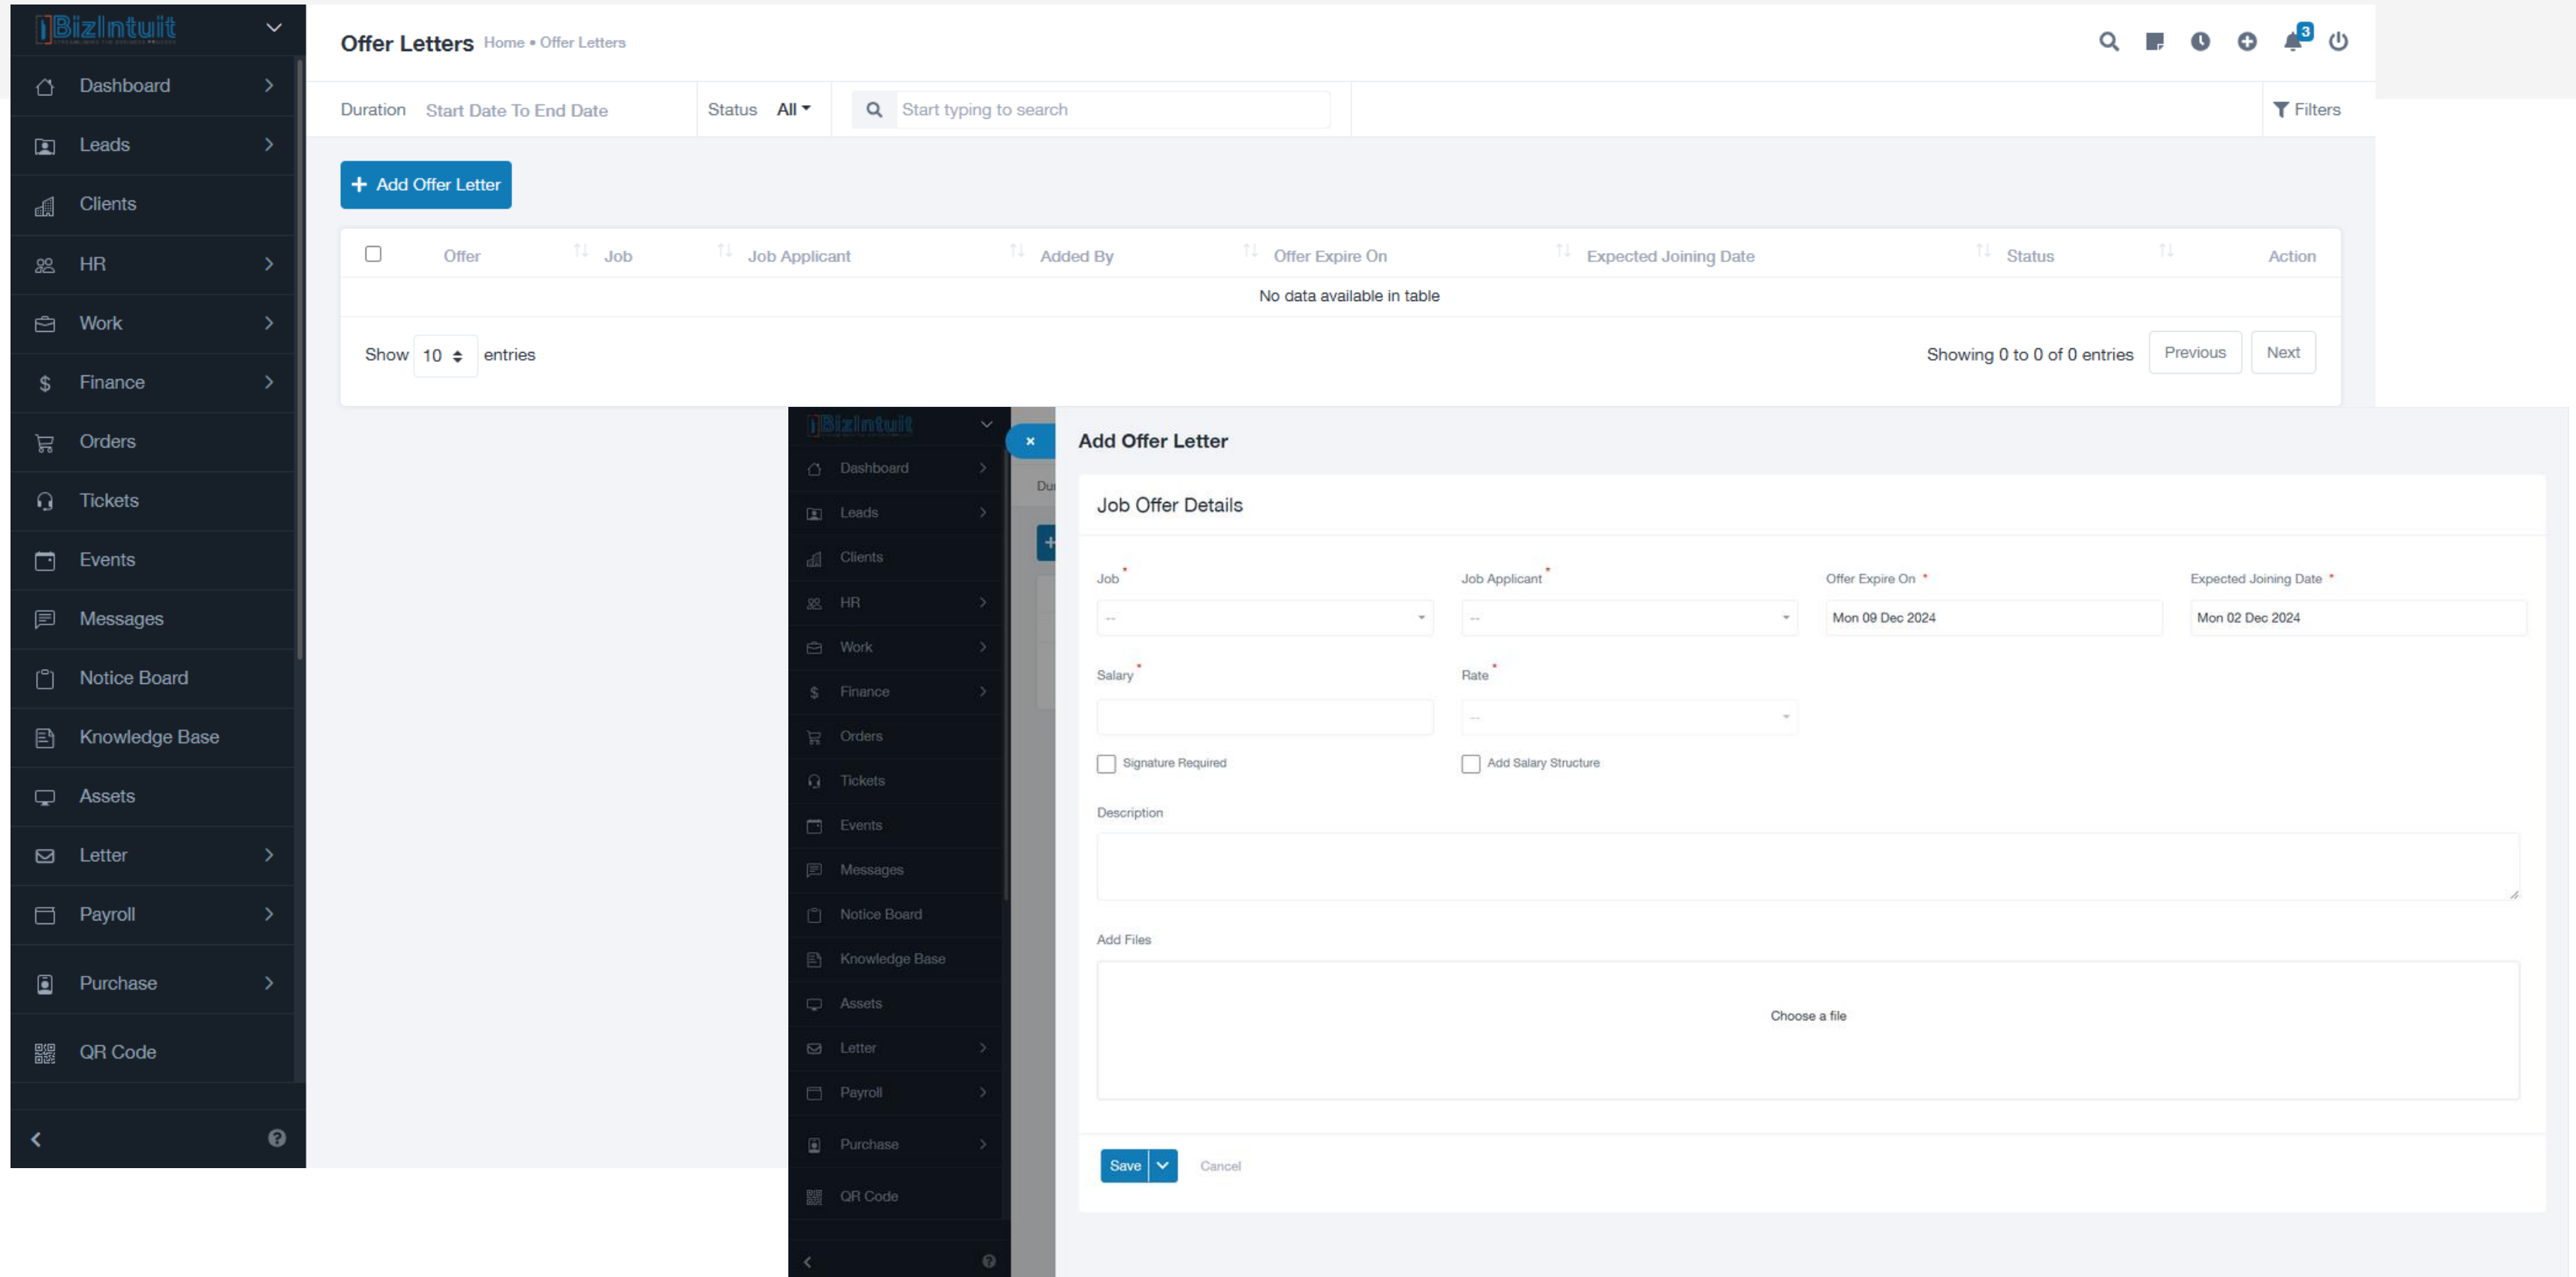 BizIntuit
STREAMLINING THE BUSINESS PROCESS
Dashboard
Leads
Clients
HR
Work
Finance
Orders
Tickets
Events
Messages
Notice Board
Knowledge Base
Assets
Letter
Payroll
Purchase
QR Code
Offer Letters Home • Offer Letters
3
Duration Start Date To End Date Status All Start typing to search Filters
+ Add Offer Letter
Offer Job Job Applicant Added By Offer Expire On Expected Joining Date Status Action
No data available in table
Show 10 entries Showing 0 to 0 of 0 entries Previous Next
BizIntuit
Dashboard
Leads
Clients
HR
Work
Finance
Orders
Tickets
Events
Messages
Notice Board
Knowledge Base
Assets
Letter
Payroll
Purchase
QR Code
Du
+
× Add Offer Letter
Job Offer Details
Job * Job Applicant * Offer Expire On * Expected Joining Date *
-- -- Mon 09 Dec 2024 Mon 02 Dec 2024
Salary * Rate *
--
Signature Required Add Salary Structure
Description
Add Files
Choose a file
Save Cancel